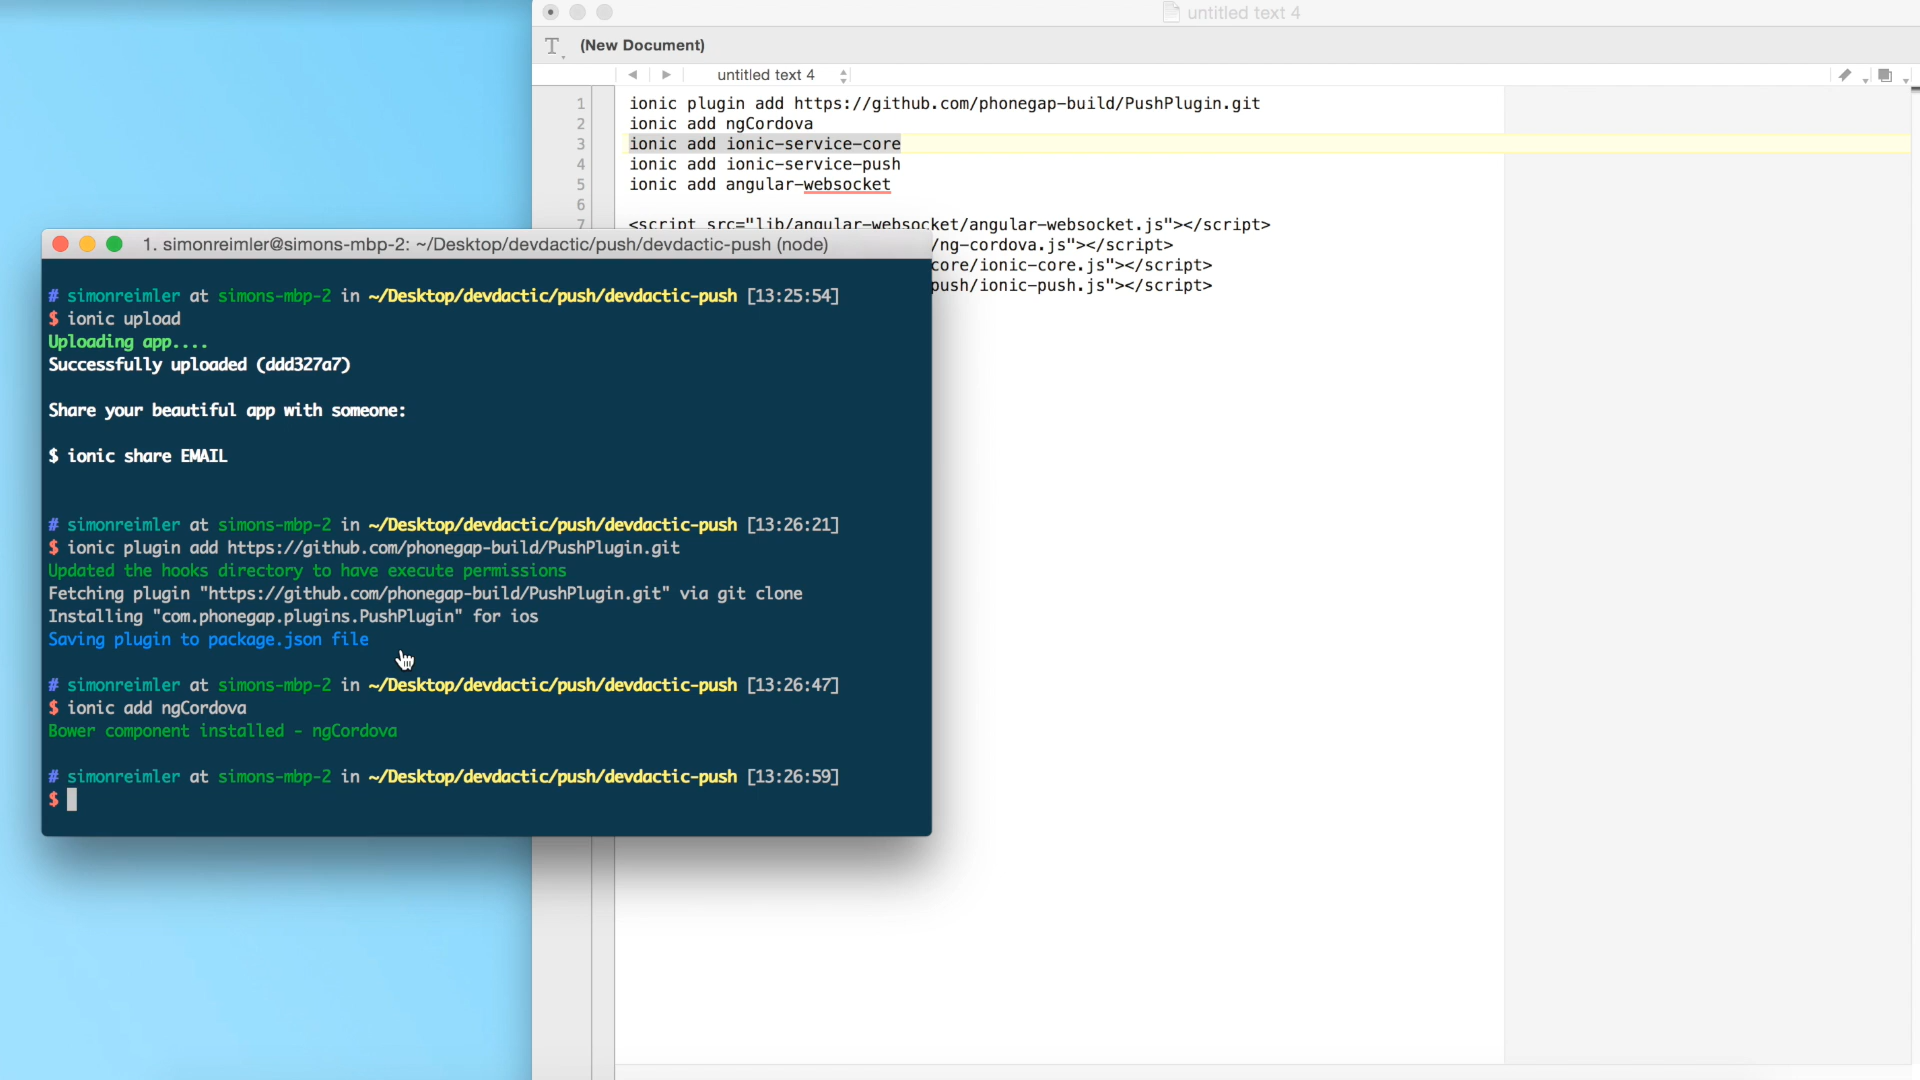 untitled text 4
(New Document)
untitled text 4
1 ionic plugin add https://github.com/phonegap-build/PushPlugin.git
2 ionic add ngCordova
3 ionic add ionic-service-core
4 ionic add ionic-service-push
5 ionic add angular-websocket
6
7 <script src="lib/angular-websocket/angular-websocket.js"></script>
/ng-cordova.js"></script>
core/ionic-core.js"></script>
push/ionic-push.js"></script>
1. simonreimler@simons-mbp-2: ~/Desktop/devdactic/push/devdactic-push (node)
# simonreimler at simons-mbp-2 in ~/Desktop/devdactic/push/devdactic-push [13:25:54]
$ ionic upload
Uploading app....
Successfully uploaded (ddd327a7)
Share your beautiful app with someone:
$ ionic share EMAIL
# simonreimler at simons-mbp-2 in ~/Desktop/devdactic/push/devdactic-push [13:26:21]
$ ionic plugin add https://github.com/phonegap-build/PushPlugin.git
Updated the hooks directory to have execute permissions
Fetching plugin "https://github.com/phonegap-build/PushPlugin.git" via git clone
Installing "com.phonegap.plugins.PushPlugin" for ios
Saving plugin to package.json file
# simonreimler at simons-mbp-2 in ~/Desktop/devdactic/push/devdactic-push [13:26:47]
$ ionic add ngCordova
Bower component installed - ngCordova
# simonreimler at simons-mbp-2 in ~/Desktop/devdactic/push/devdactic-push [13:26:59]
$